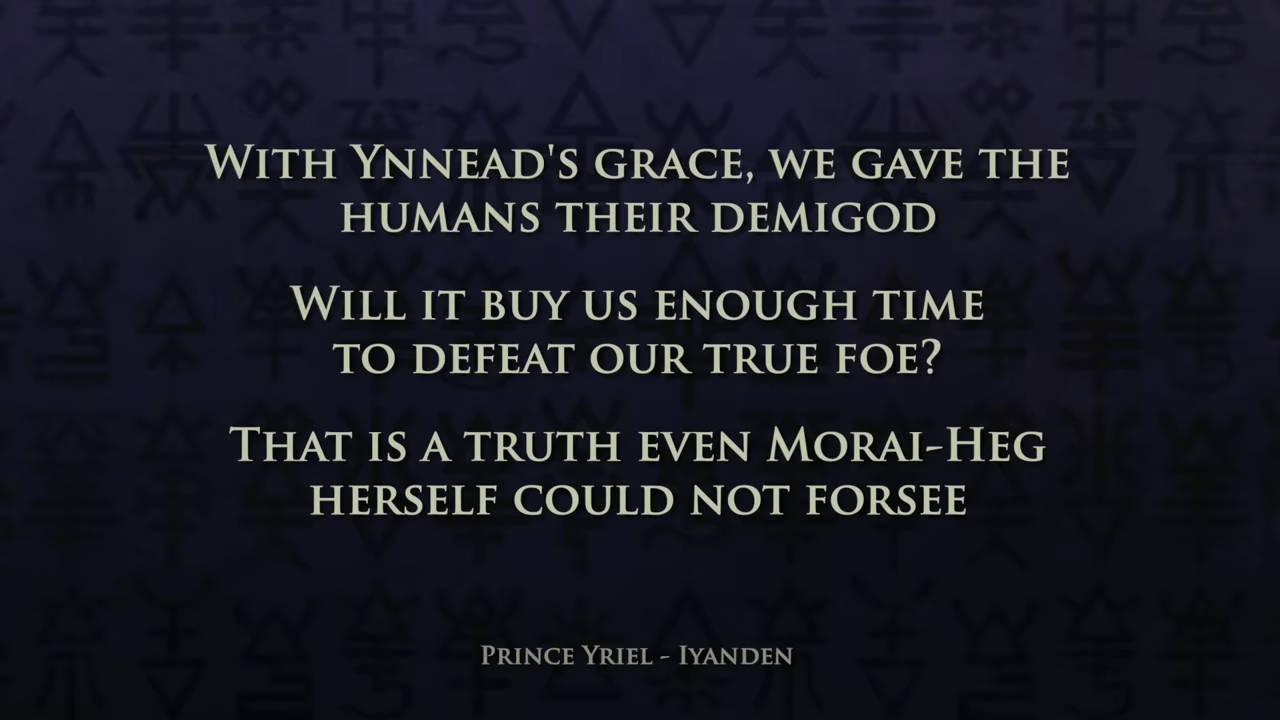 With Ynnead's grace, we gave the
humans their demigod
Will it buy us enough time
to defeat our true foe?
That is a truth even Morai-Heg
herself could not forsee
Prince Yriel - Iyanden